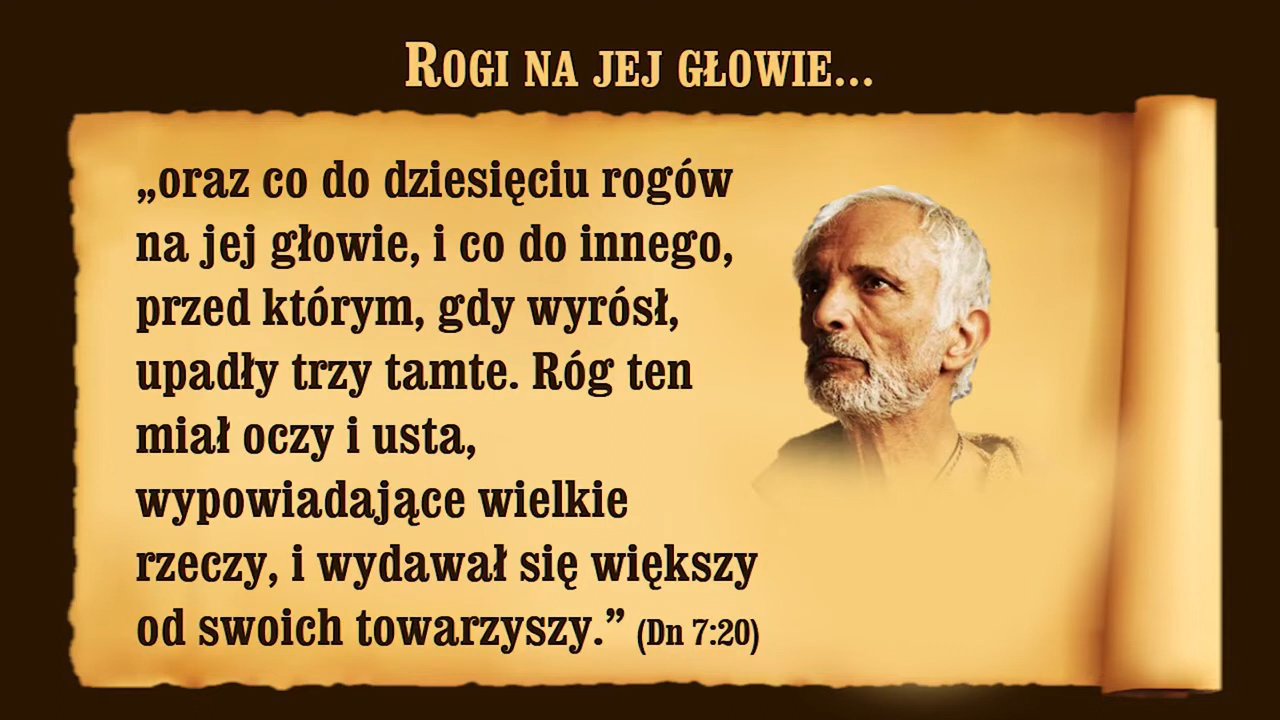 ROGI NA JEJ GŁOWIE...
„oraz co do dziesięciu rogów
na jej głowie, i co do innego,
przed którym, gdy wyrósł,
upadły trzy tamte. Róg ten
miał oczy i usta,
wypowiadające wielkie
rzeczy, i wydawał się większy
od swoich towarzyszy.” (Dn 7:20)